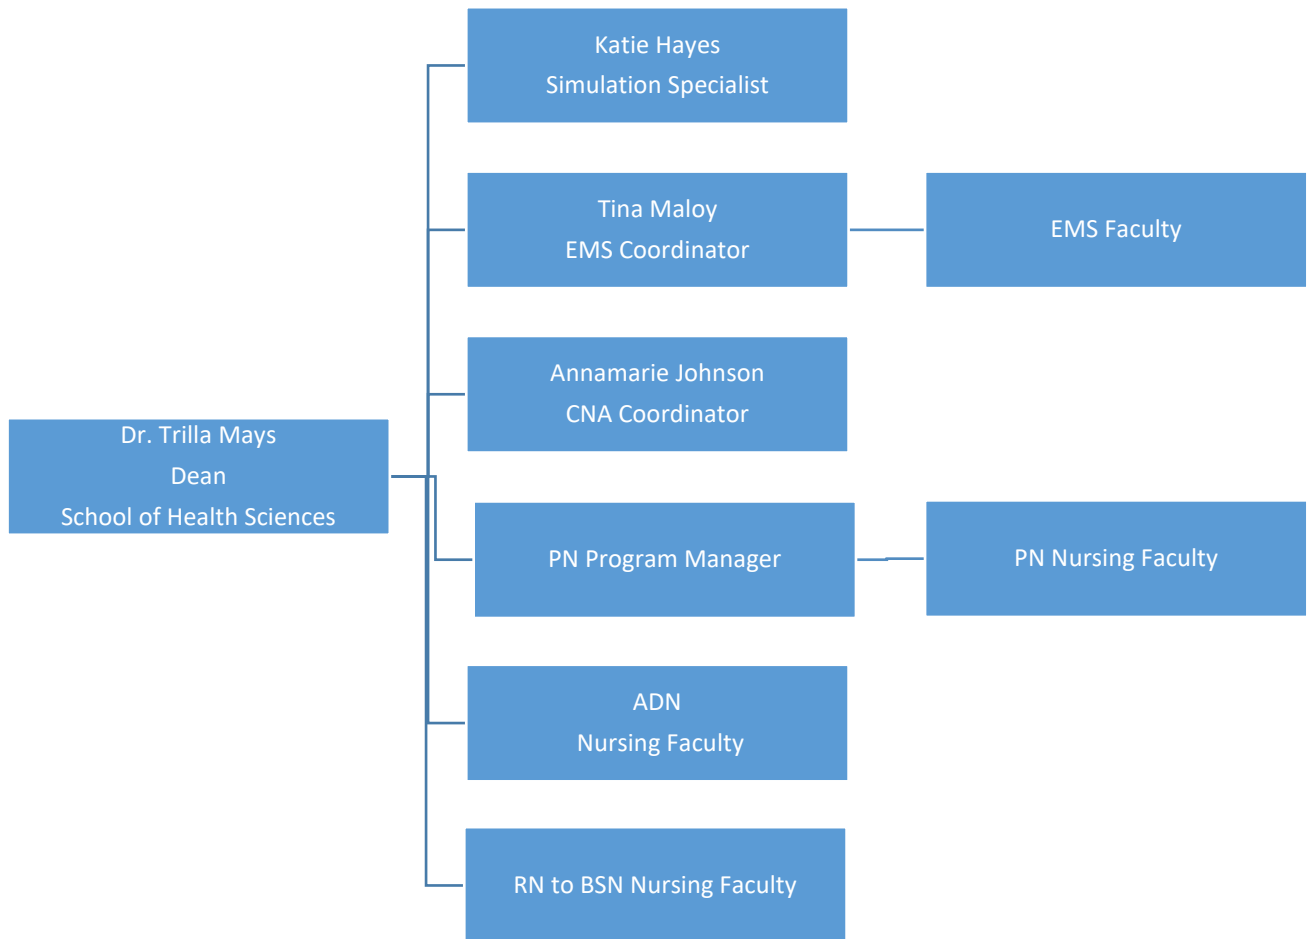 Katie Hayes
Simulation Specialist
Tina Maloy
EMS Coordinator
EMS Faculty
Annamarie Johnson
CNA Coordinator
Dr. Trilla Mays
Dean
School of Health Sciences
PN Program Manager
PN Nursing Faculty
ADN
Nursing Faculty
RN to BSN Nursing Faculty